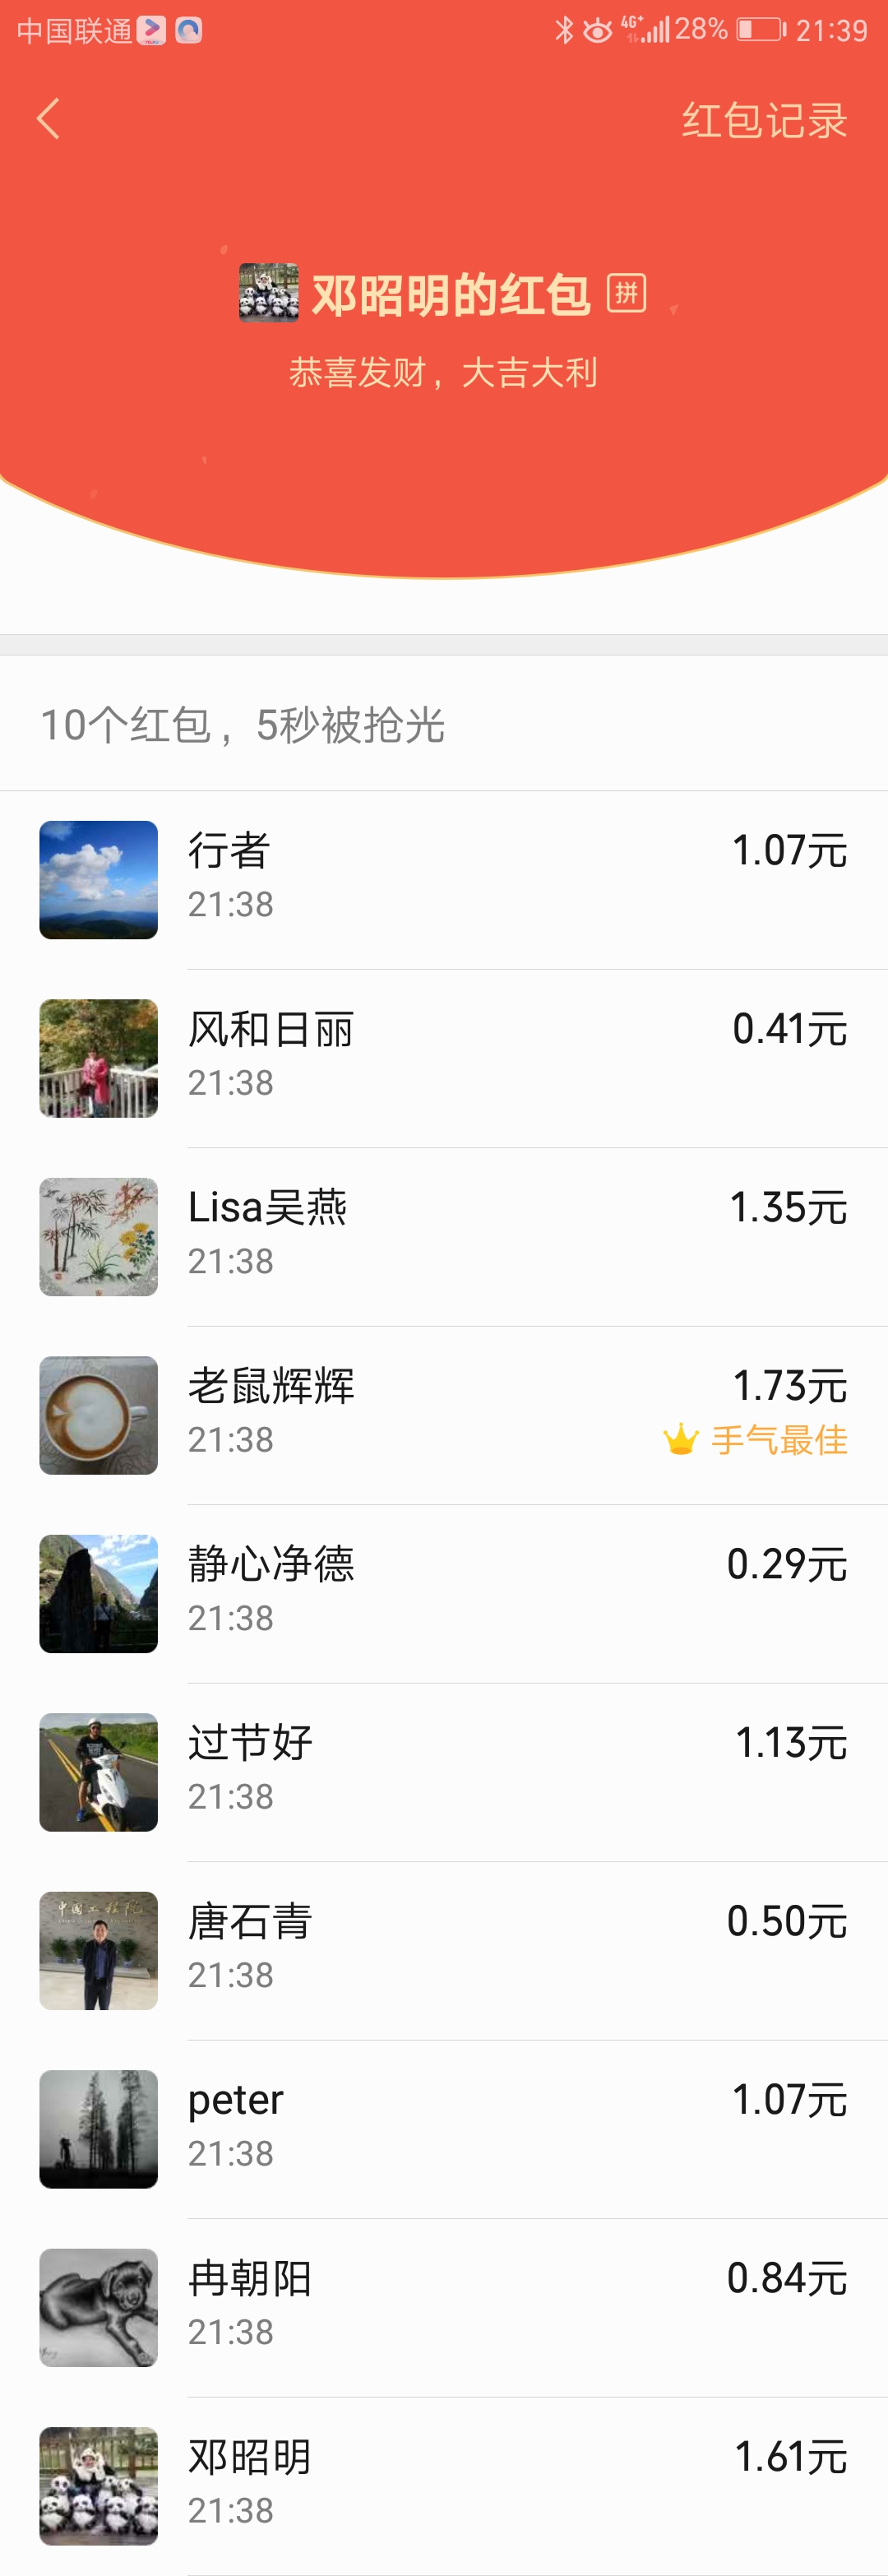 中国联通 4G+ 28% 21:39
红包记录
邓昭明的红包 拼
恭喜发财，大吉大利
10个红包，5秒被抢光
行者 1.07元
21:38
风和日丽 0.41元
21:38
Lisa吴燕 1.35元
21:38
老鼠辉辉 1.73元
21:38 手气最佳
静心净德 0.29元
21:38
过节好 1.13元
21:38
中国工程院
唐石青 0.50元
21:38
peter 1.07元
21:38
冉朝阳 0.84元
21:38
邓昭明 1.61元
21:38